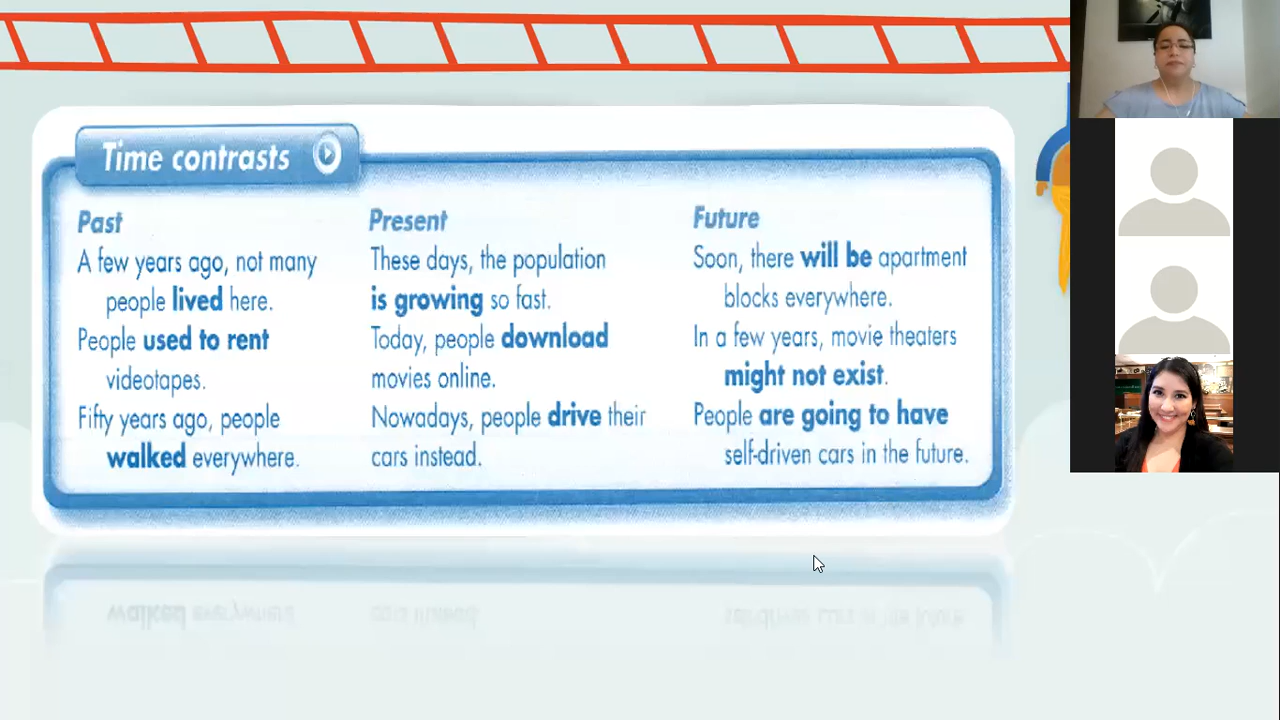 Time contrasts
Past
A few years ago, not many
people lived here.
People used to rent
videotapes.
Fifty years ago, people
walked everywhere.
Present
These days, the population
is growing so fast.
Today, people download
movies online.
Nowadays, people drive their
cars instead.
Future
Soon, there will be apartment
blocks everywhere.
In a few years, movie theaters
might not exist.
People are going to have
self-driven cars in the future.